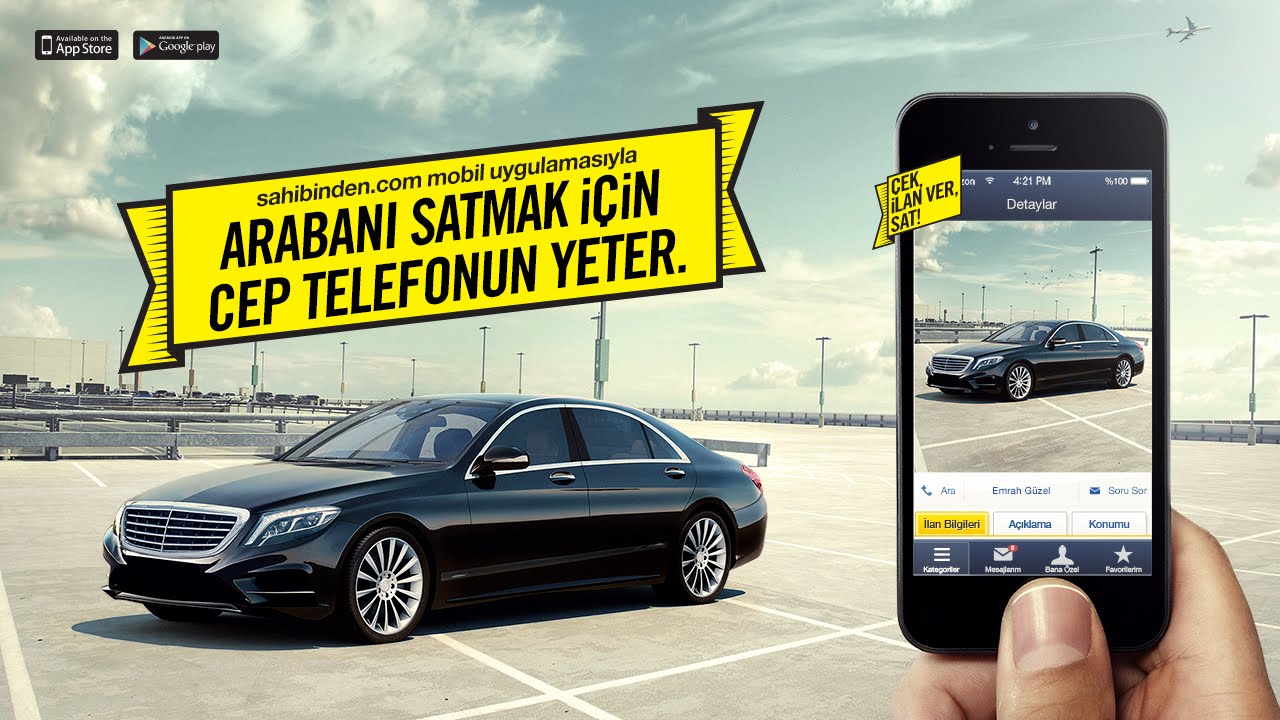 Available on the
App Store
ANDROID APP ON
Google play
sahibinden.com mobil uygulamasıyla
ARABANI SATMAK İÇİN
CEP TELEFONUN YETER.
ÇEK,
İLAN VER,
SAT!
zon 4:21 PM %100
Detaylar
Ara Emrah Güzel Soru Sor
İlan Bilgileri Açıklama Konumu
Kategoriler Mesajlarım Bana Özel Favorilerim